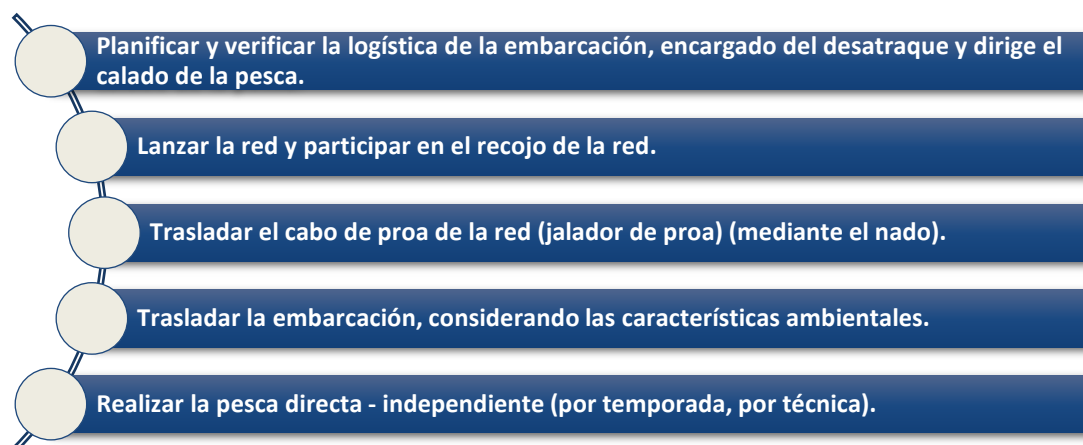 Planificar y verificar la logística de la embarcación, encargado del desatraque y dirige el
calado de la pesca.
Lanzar la red y participar en el recojo de la red.
Trasladar el cabo de proa de la red (jalador de proa) (mediante el nado).
Trasladar la embarcación, considerando las características ambientales.
Realizar la pesca directa - independiente (por temporada, por técnica).